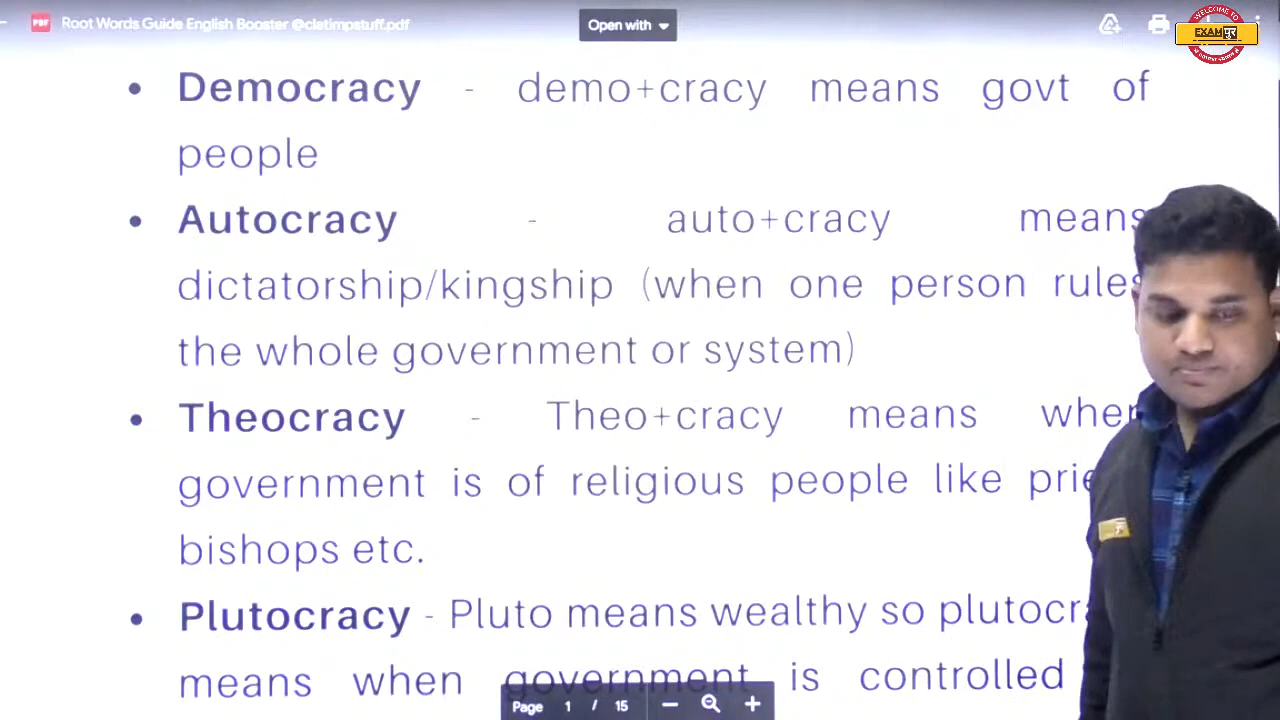 Root Words Guide English Booster @clatimpstuff.pdf
Open with
WELCOME TO
EXAM
• Democracy - demo+cracy means govt of
people
• Autocracy - auto+cracy means
dictatorship/kingship (when one person rules
the whole government or system)
• Theocracy - Theo+cracy means when
government is of religious people like
bishops etc.
• Plutocracy - Pluto means wealthy so
means when government is controlled
Page 1 / 15